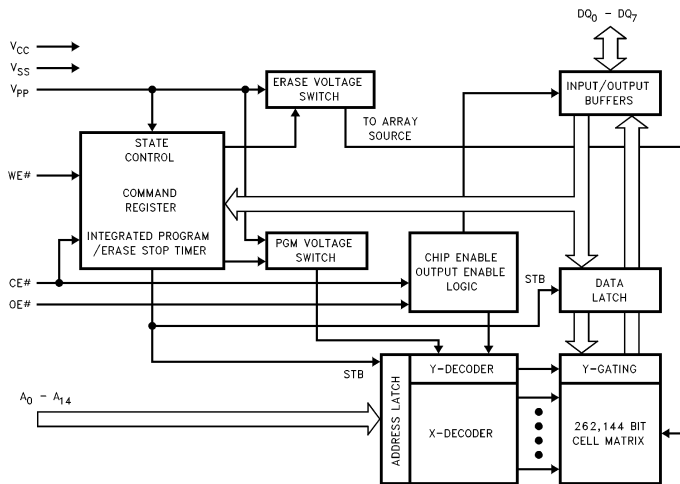 DQ0 - DQ7
VCC
VSS
VPP
ERASE VOLTAGE
SWITCH
INPUT/OUTPUT
BUFFERS
TO ARRAY
SOURCE
STATE
CONTROL
WE#
COMMAND
REGISTER
INTEGRATED PROGRAM
/ERASE STOP TIMER
PGM VOLTAGE
SWITCH
CHIP ENABLE
OUTPUT ENABLE
LOGIC
CE#
OE#
STB
DATA
LATCH
STB
ADDRESS LATCH
Y-DECODER
Y-GATING
A0 - A14
X-DECODER
262,144 BIT
CELL MATRIX